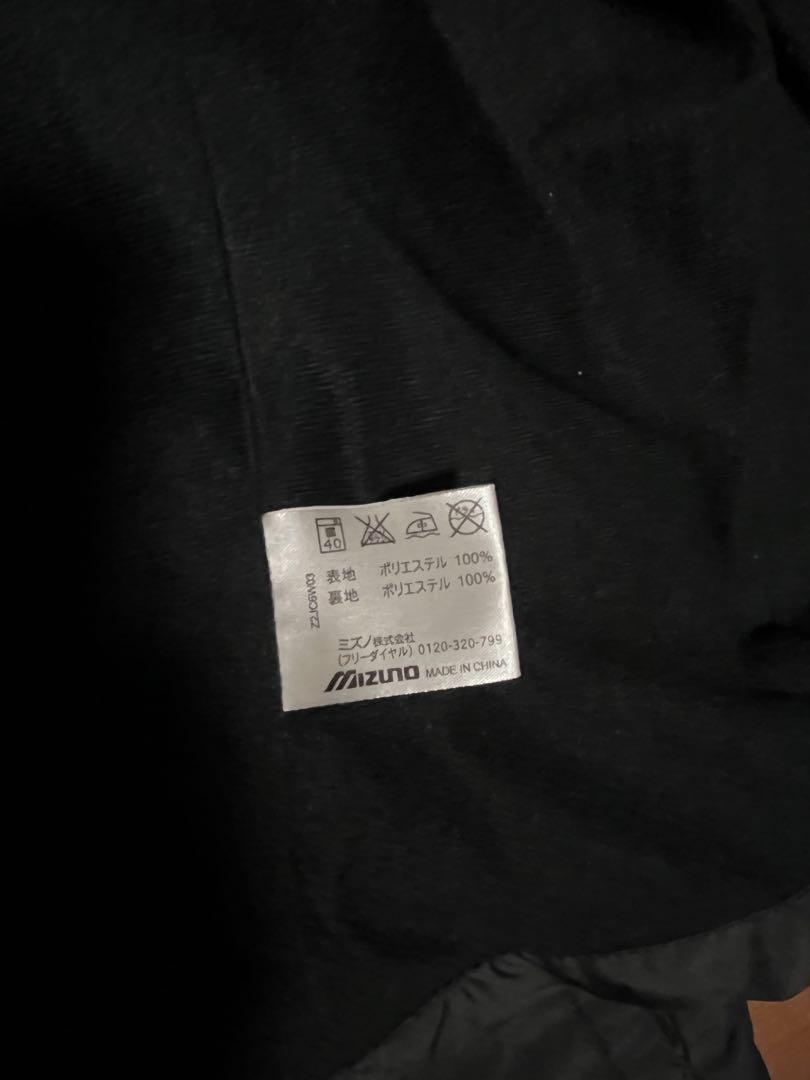 40
中
Z2JC6W03
表地 ポリエステル 100%
裏地 ポリエステル 100%
ミズノ株式会社
(フリーダイヤル) 0120-320-799
MIZUNO MADE IN CHINA